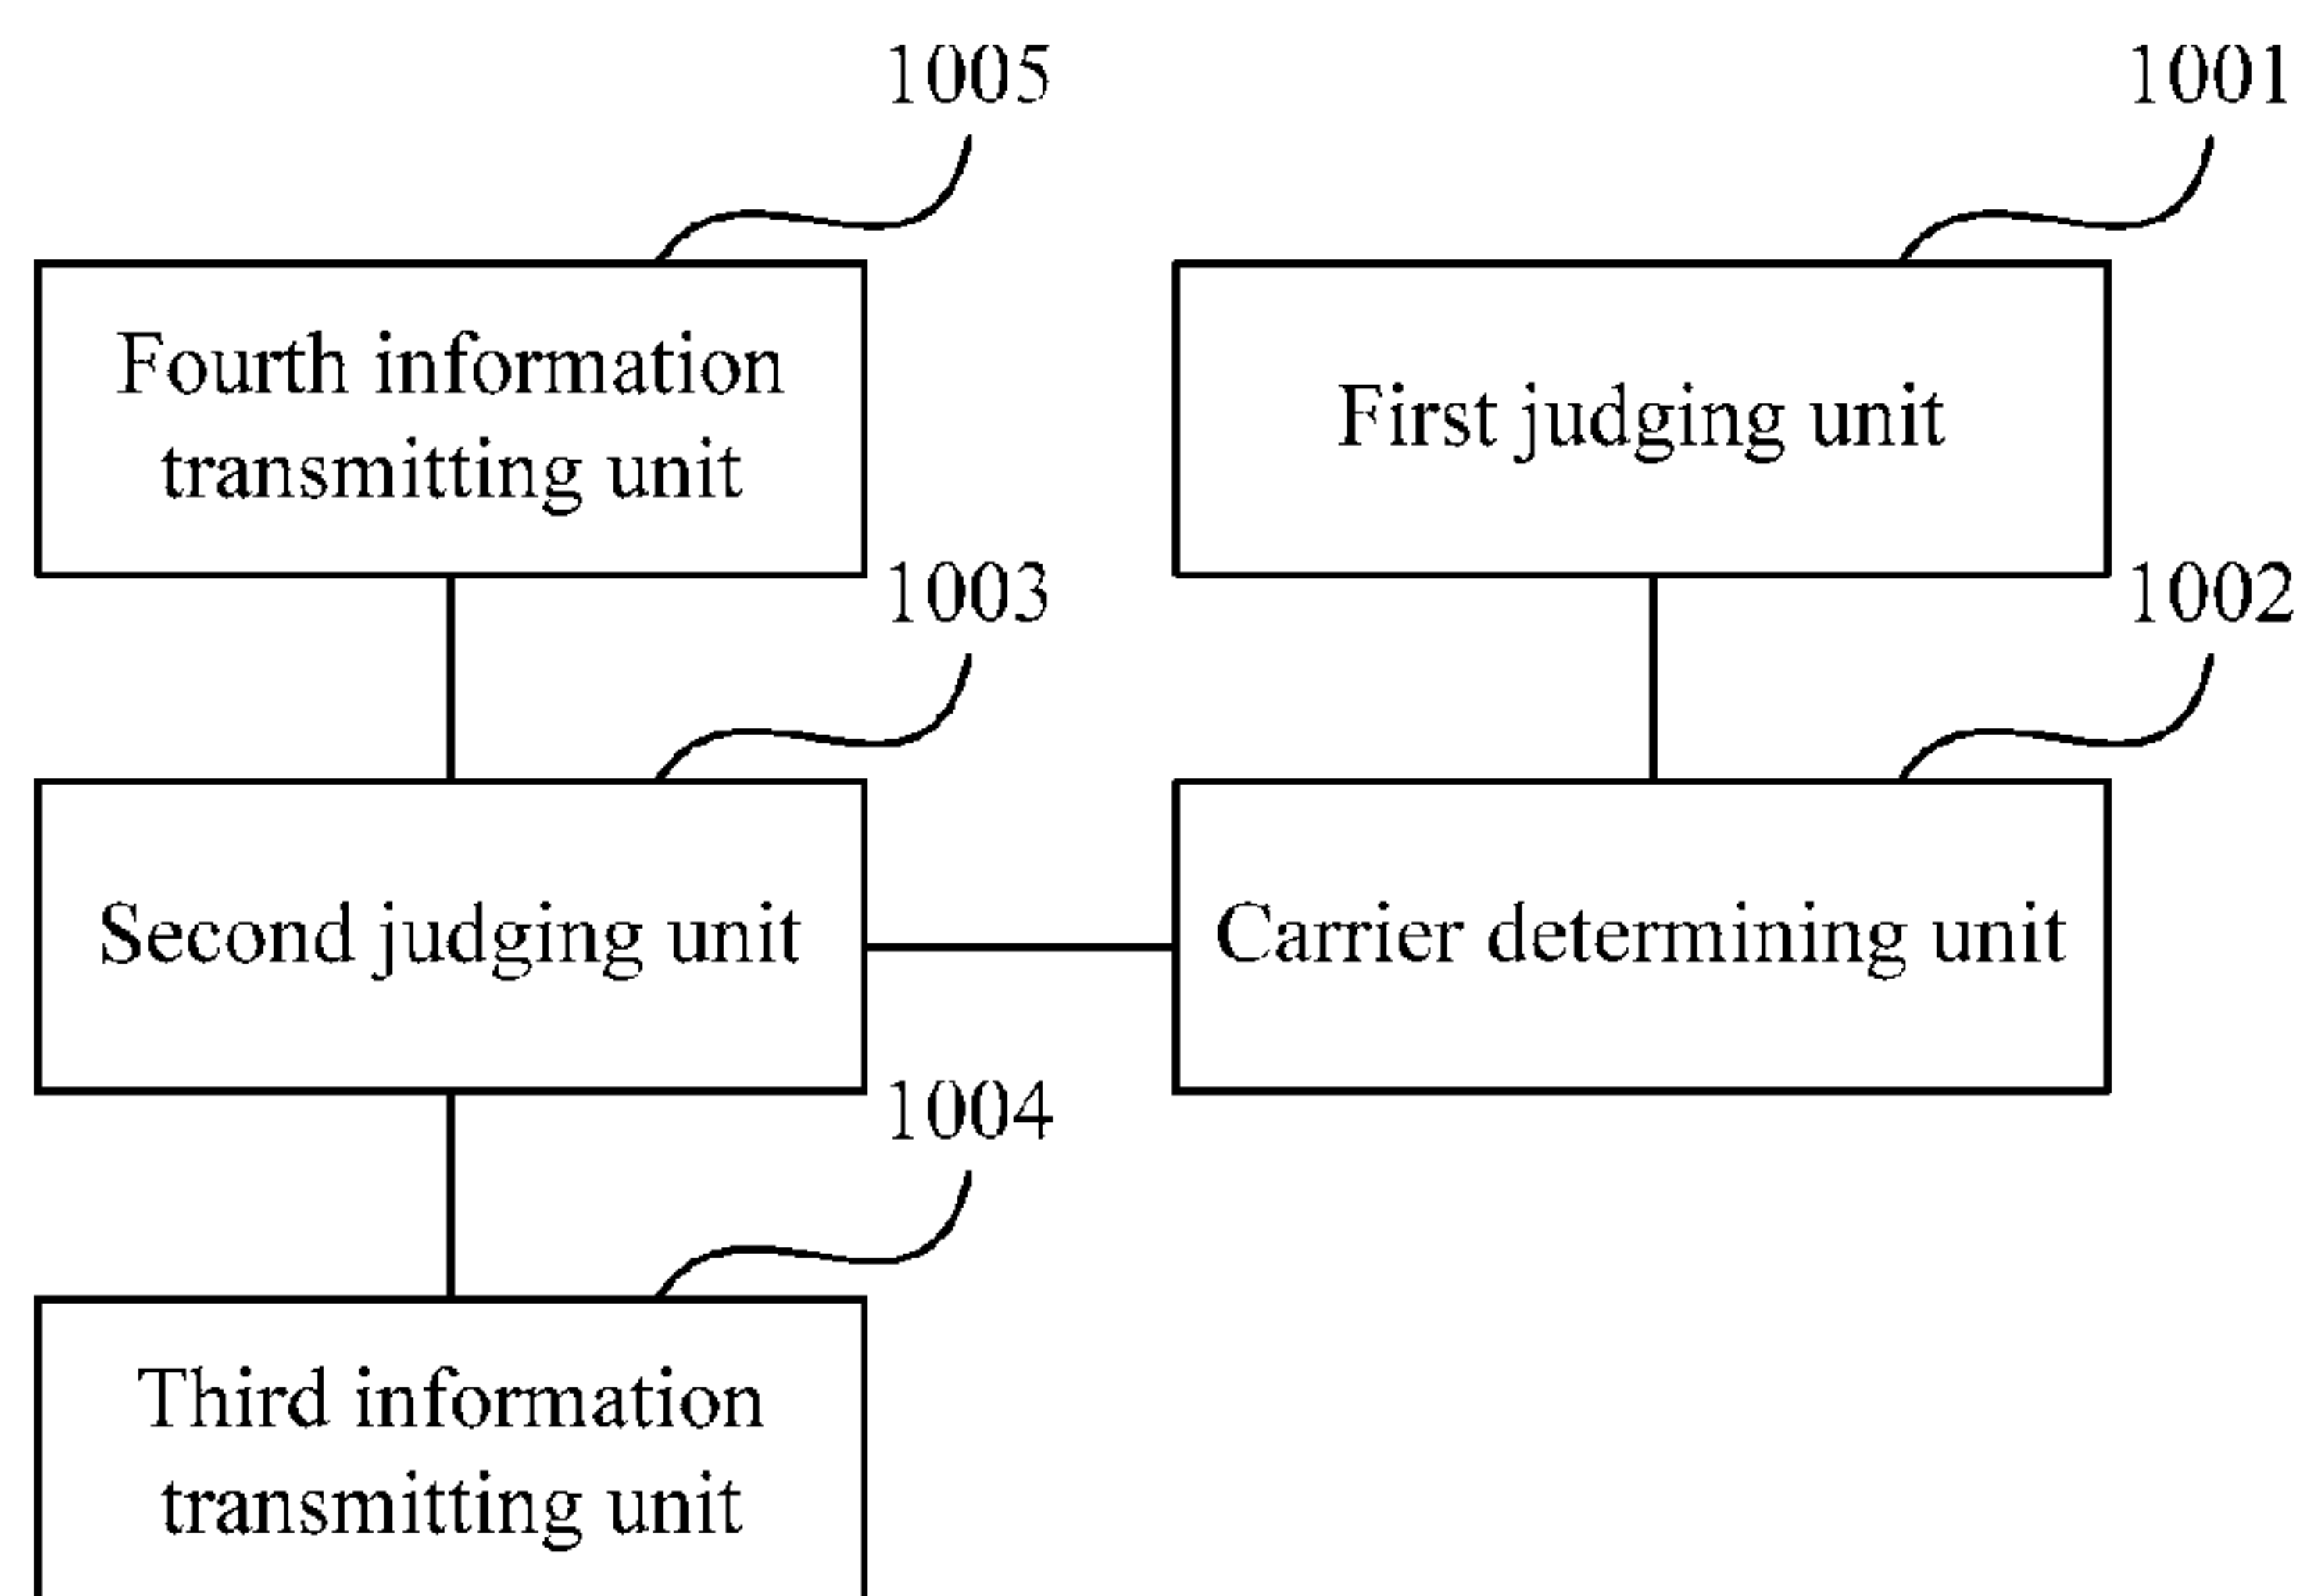 1005
1001
Fourth information
transmitting unit
First judging unit
1003
1002
Second judging unit
Carrier determining unit
1004
Third information
transmitting unit